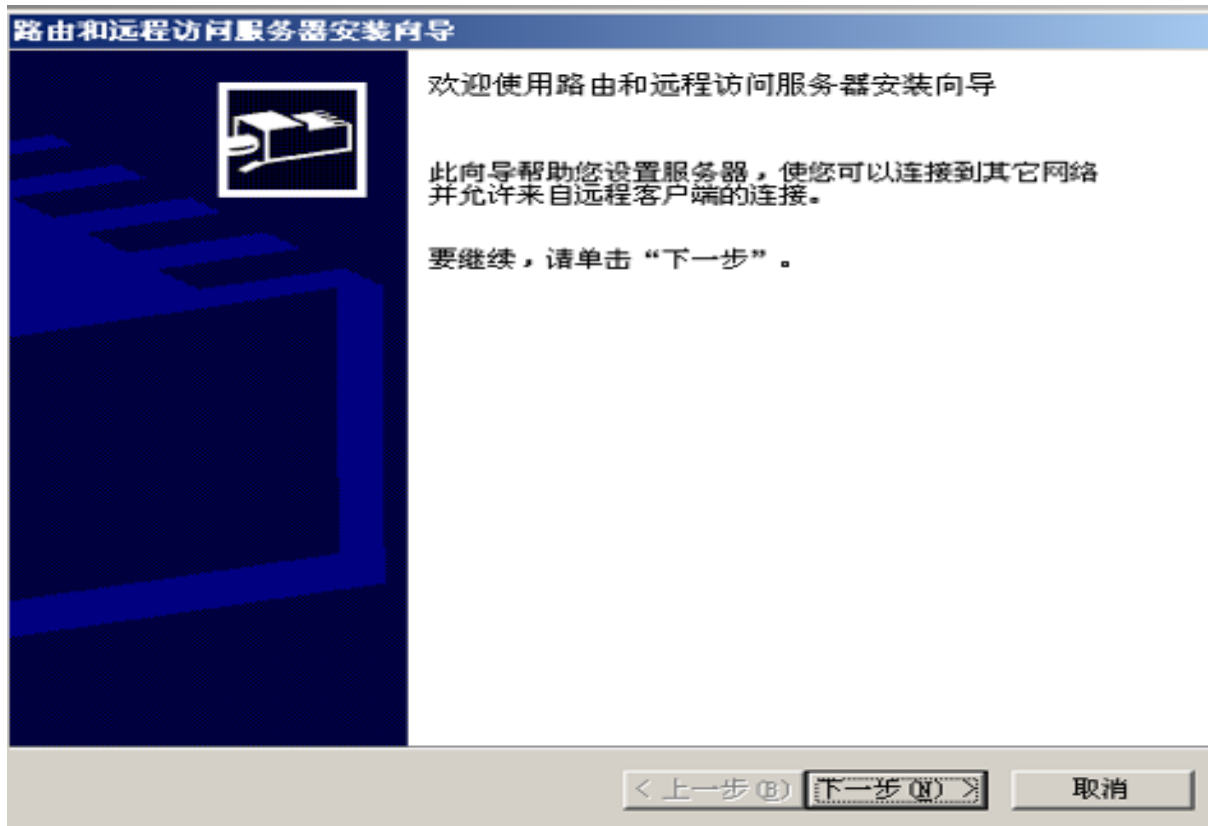 路由和远程访问服务器安装向导
欢迎使用路由和远程访问服务器安装向导
此向导帮助您设置服务器，使您可以连接到其它网络
并允许来自远程客户端的连接。
要继续，请单击“下一步”。
<上一步(B) 下一步(N)> 取消